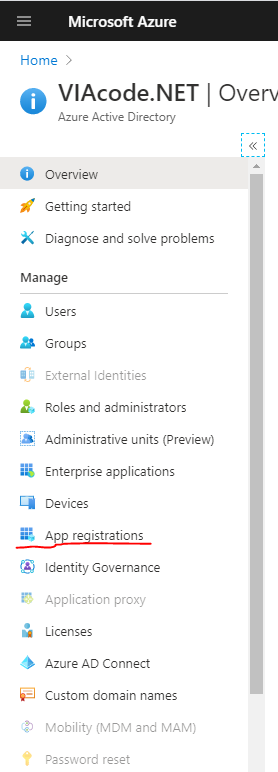 Microsoft Azure
Home
VIAcode.NET | Overv
Azure Active Directory
Overview
Getting started
Diagnose and solve problems
Manage
Users
Groups
External Identities
Roles and administrators
Administrative units (Preview)
Enterprise applications
Devices
App registrations
Identity Governance
Application proxy
Licenses
Azure AD Connect
Custom domain names
Mobility (MDM and MAM)
Password reset